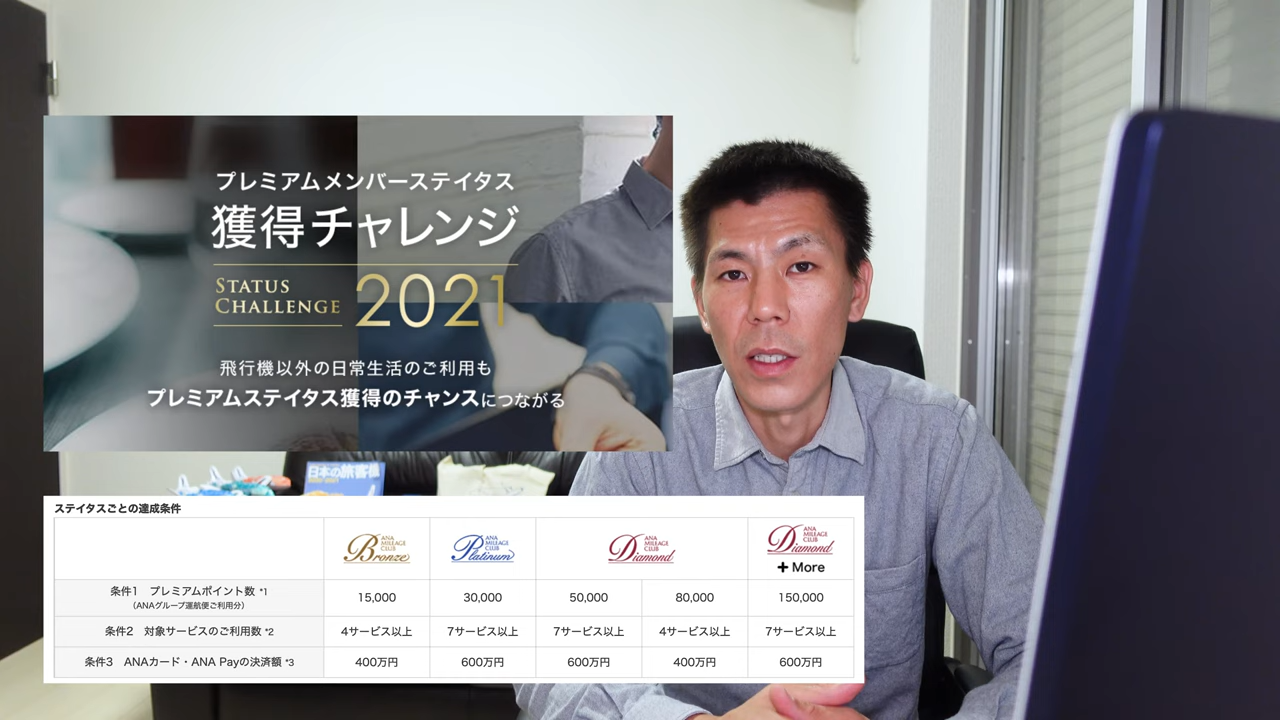 プレミアムメンバーステイタス
獲得チャレンジ
STATUS
CHALLENGE 2021
飛行機以外の日常生活のご利用も
プレミアムステイタス獲得のチャンスにつながる
日本の旅客機
ステイタスごとの達成条件
ANA MILEAGE CLUB Bronze ANA MILEAGE CLUB Platinum ANA MILEAGE CLUB Diamond ANA MILEAGE CLUB Diamond
+ More
条件1 プレミアムポイント数 *1
(ANAグループ運航便ご利用分)
15,000 30,000 50,000 80,000 150,000
条件2 対象サービスのご利用数 *2 4サービス以上 7サービス以上 7サービス以上 4サービス以上 7サービス以上
条件3 ANAカード・ANA Payの決済額 *3 400万円 600万円 600万円 400万円 600万円